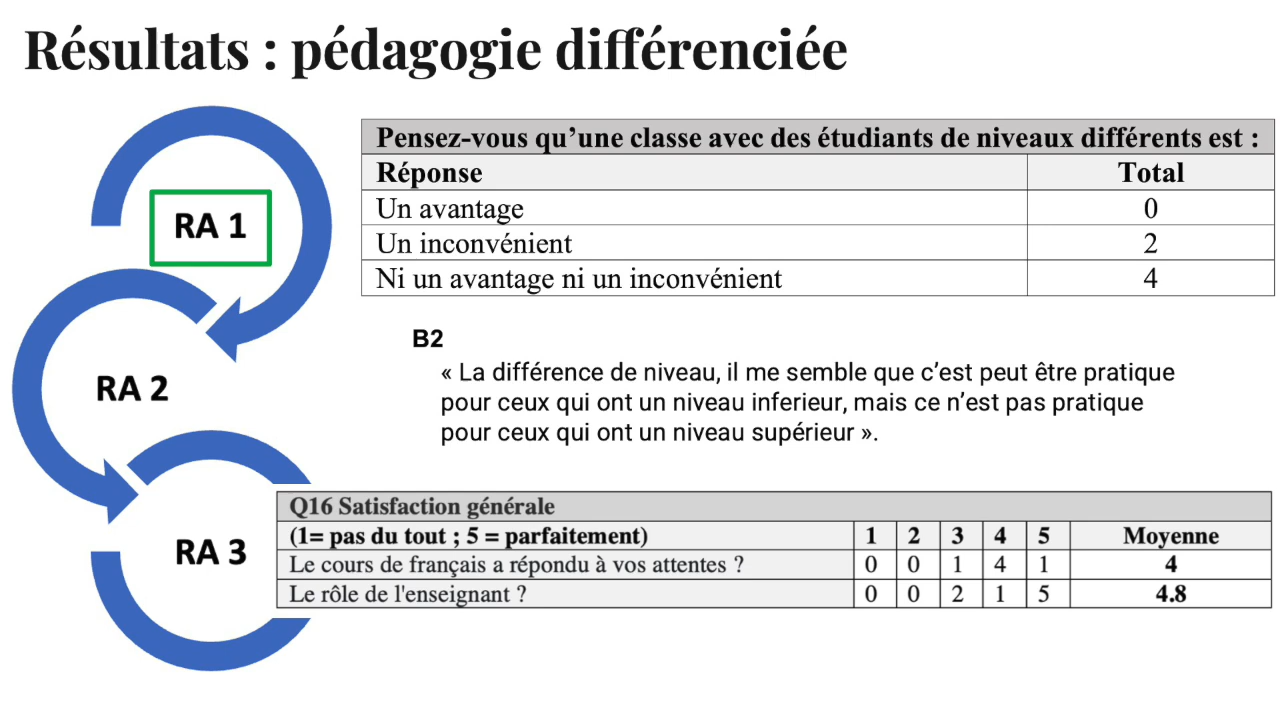 Résultats : pédagogie différenciée
RA 1
RA 2
RA 3
Pensez-vous qu’une classe avec des étudiants de niveaux différents est :
Réponse Total
Un avantage 0
Un inconvénient 2
Ni un avantage ni un inconvénient 4
B2
« La différence de niveau, il me semble que c’est peut être pratique
pour ceux qui ont un niveau inferieur, mais ce n’est pas pratique
pour ceux qui ont un niveau supérieur ».
Q16 Satisfaction générale
(1= pas du tout ; 5 = parfaitement) 1 2 3 4 5 Moyenne
Le cours de français a répondu à vos attentes ? 0 0 1 4 1 4
Le rôle de l'enseignant ? 0 0 2 1 5 4.8